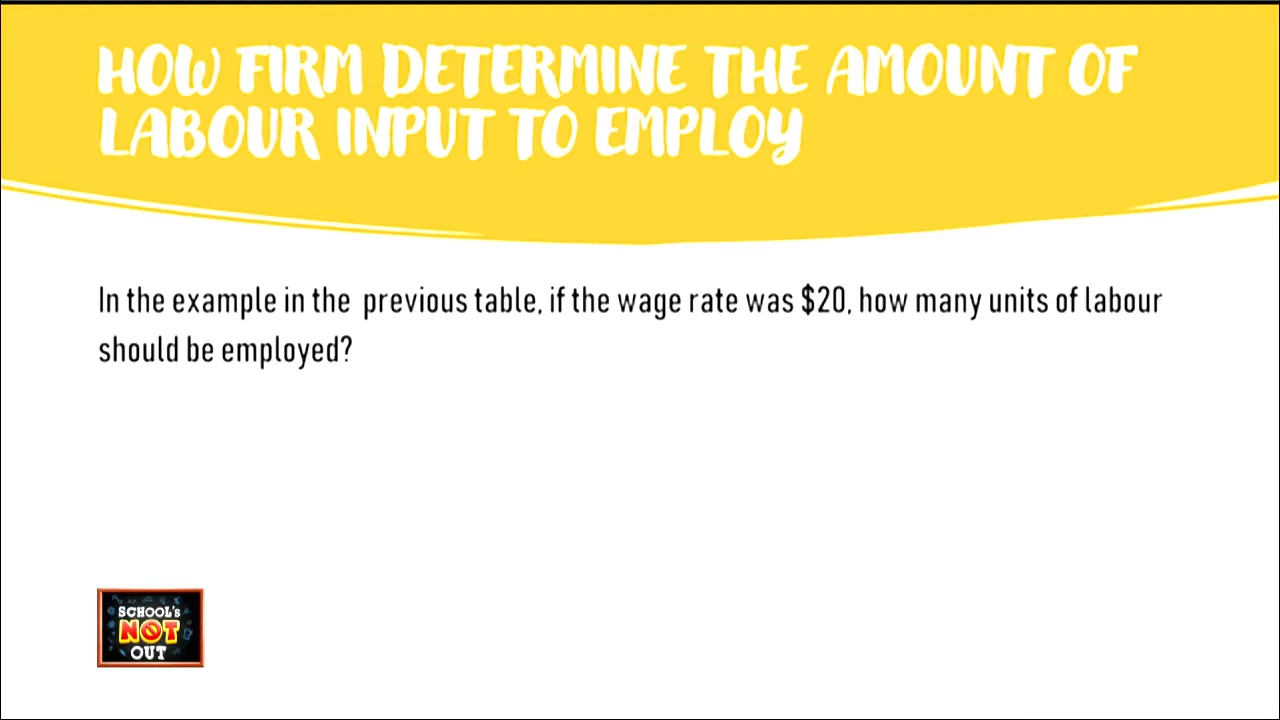 HOW FIRM DETERMINE THE AMOUNT OF
LABOUR INPUT TO EMPLOY
In the example in the previous table, if the wage rate was $20, how many units of labour
should be employed?
SCHOOL'S
NOT
OUT